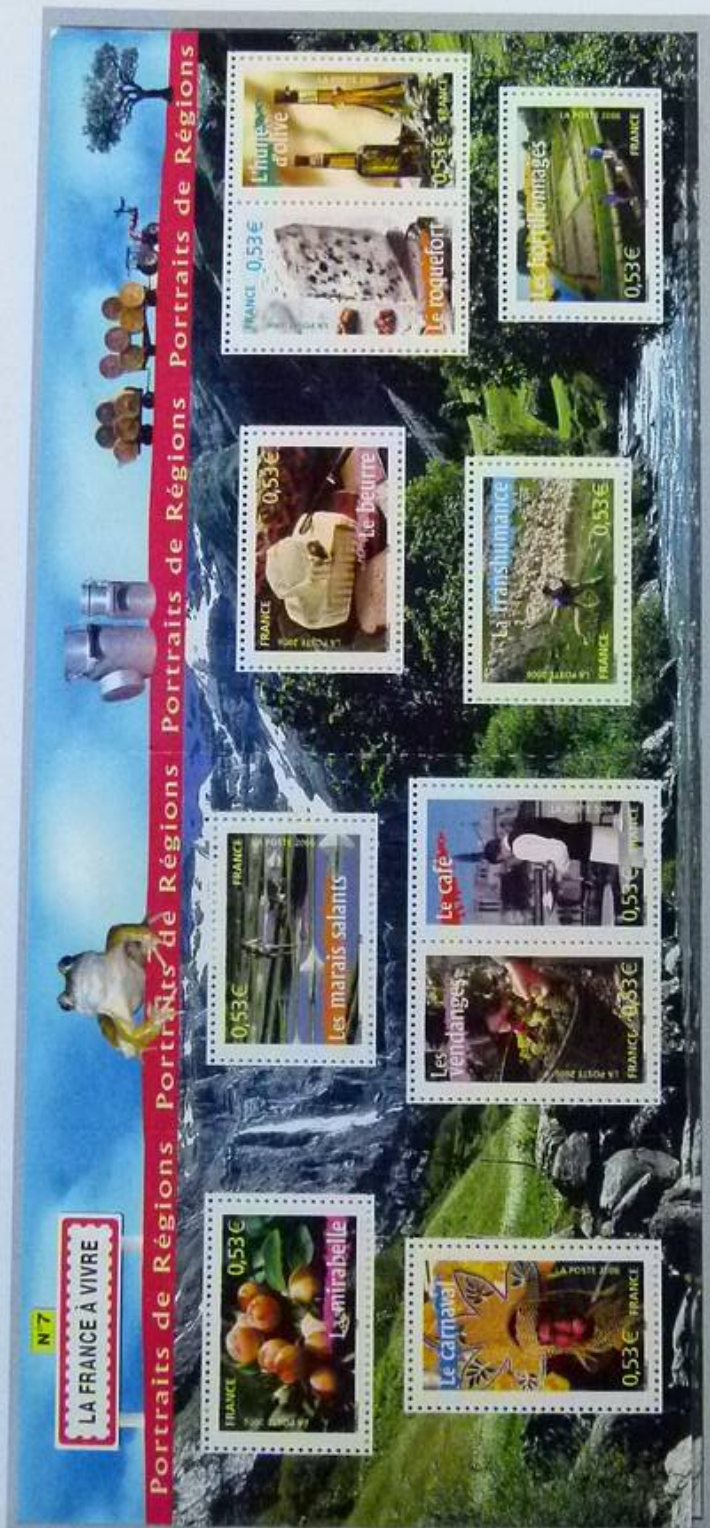 N°7
LA FRANCE À VIVRE
Portraits de Régions Portraits de Régions Portraits de Régions Portraits de Régions
FRANCE 0,53€
LA POSTE 2006
La mirabelle
0,53€ FRANCE
LA POSTE 2006
Les marais salants
FRANCE 0,53€
LA POSTE 2006
Le beurre
FRANCE 0,53€
LA POSTE 2006
Le roquefort
L'huile
d'olive
LA POSTE 2006
0,53€ FRANCE
Le carnaval
LA POSTE 2006
0,53€ FRANCE
Les
vendanges
LA POSTE 2006
FRANCE 0,53€
Le café
LA POSTE 2006
0,53€ FRANCE
La transhumance
LA POSTE 2006
FRANCE 0,53€
Les hortillonnages
LA POSTE 2006
0,53€ FRANCE